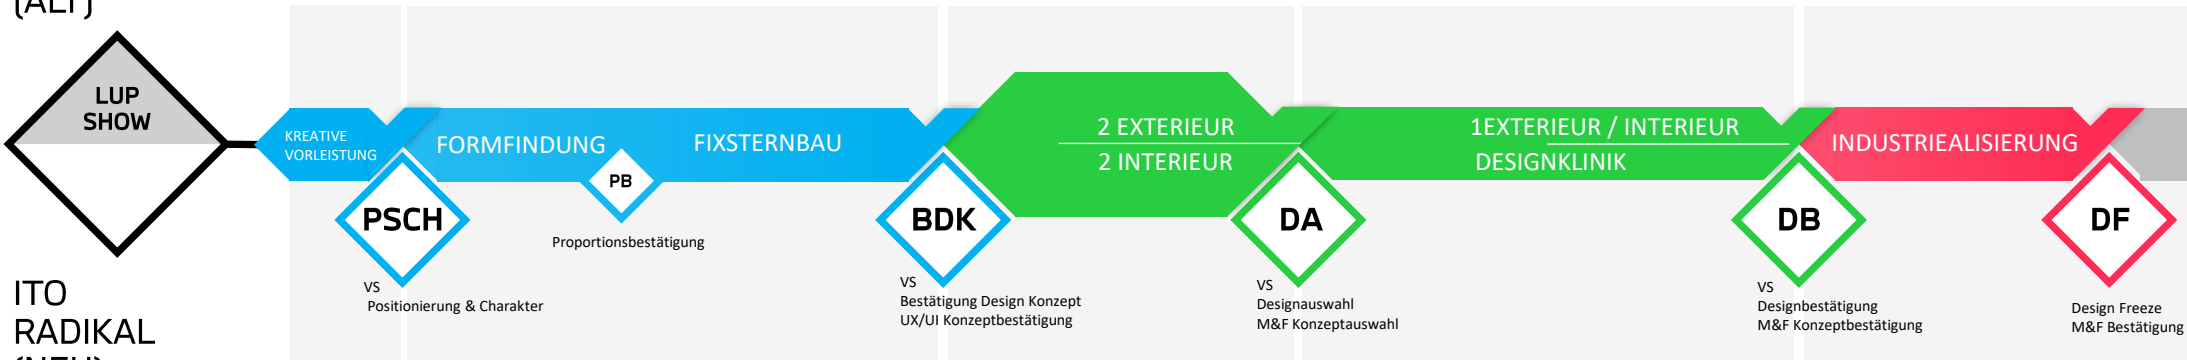 (ALT)
LUP
SHOW
KREATIVE
VORLEISTUNG
FORMFINDUNG
FIXSTERNBAU
2 EXTERIEUR
2 INTERIEUR
1EXTERIEUR / INTERIEUR
DESIGNKLINIK
INDUSTRIEALISIERUNG
PB
PSCH
BDK
DA
DB
DF
Proportionsbestätigung
VS
Positionierung & Charakter
VS
Bestätigung Design Konzept
UX/UI Konzeptbestätigung
VS
Designauswahl
M&F Konzeptauswahl
VS
Designbestätigung
M&F Konzeptbestätigung
Design Freeze
M&F Bestätigung
ITO
RADIKAL
(NEU)